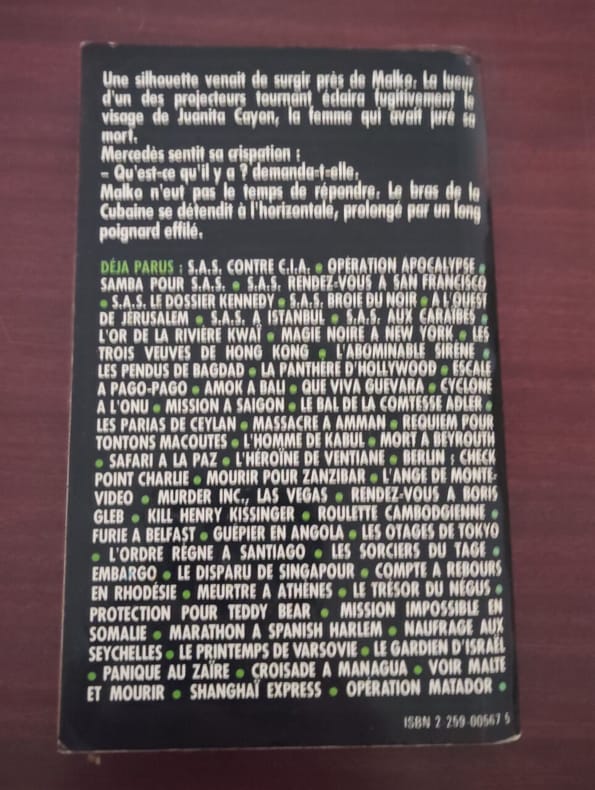 Une silhouette venait de surgir près de Malko. La lueur
d'un des projecteurs tournant éclaira fugitivement le
visage de Juanita Cayon, la femme qui avait juré sa
mort.
Mercedès sentit sa crispation :
– Qu'est-ce qu'il y a ? demanda-t-elle.
Malko n'eut pas le temps de répondre. Le bras de la
Cubaine se détendit à l'horizontale, prolongé par un long
poignard effilé.
DÉJA PARUS : S.A.S. CONTRE C.I.A. ● OPÉRATION APOCALYPSE ●
SAMBA POUR S.A.S. ● S.A.S. RENDEZ-VOUS A SAN FRANCISCO
● S.A.S. LE DOSSIER KENNEDY ● S.A.S. BROIE DU NOIR ● A L'OUEST
DE JÉRUSALEM ● S.A.S. A ISTANBUL ● S.A.S. AUX CARAÏBES ●
L'OR DE LA RIVIÈRE KWAÏ ● MAGIE NOIRE A NEW YORK ● LES
TROIS VEUVES DE HONG KONG ● L'ABOMINABLE SIRÈNE ●
LES PENDUS DE BAGDAD ● LA PANTHÈRE D'HOLLYWOOD ● ESCALE
A PAGO-PAGO ● AMOK A BALI ● QUE VIVA GUEVARA ● CYCLONE
A L'ONU ● MISSION A SAIGON ● LE BAL DE LA COMTESSE ADLER ●
LES PARIAS DE CEYLAN ● MASSACRE A AMMAN ● REQUIEM POUR
TONTONS MACOUTES ● L'HOMME DE KABUL ● MORT A BEYROUTH
● SAFARI A LA PAZ ● L'HÉROÏNE DE VIENTIANE ● BERLIN : CHECK
POINT CHARLIE ● MOURIR POUR ZANZIBAR ● L'ANGE DE MONTE-
VIDEO ● MURDER INC., LAS VEGAS ● RENDEZ-VOUS A BORIS
GLEB ● KILL HENRY KISSINGER ● ROULETTE CAMBODGIENNE ●
FURIE A BELFAST ● GUÉPIER EN ANGOLA ● LES OTAGES DE TOKYO
● L'ORDRE RÈGNE A SANTIAGO ● LES SORCIERS DU TAGE ●
EMBARGO ● LE DISPARU DE SINGAPOUR ● COMPTE A REBOURS
EN RHODÉSIE ● MEURTRE A ATHÈNES ● LE TRÉSOR DU NÉGUS ●
PROTECTION POUR TEDDY BEAR ● MISSION IMPOSSIBLE EN
SOMALIE ● MARATHON A SPANISH HARLEM ● NAUFRAGE AUX
SEYCHELLES ● LE PRINTEMPS DE VARSOVIE ● LE GARDIEN D'ISRAËL
● PANIQUE AU ZAÏRE ● CROISADE A MANAGUA ● VOIR MALTE
ET MOURIR ● SHANGHAÏ EXPRESS ● OPÉRATION MATADOR ●
ISBN 2 259-00567 5